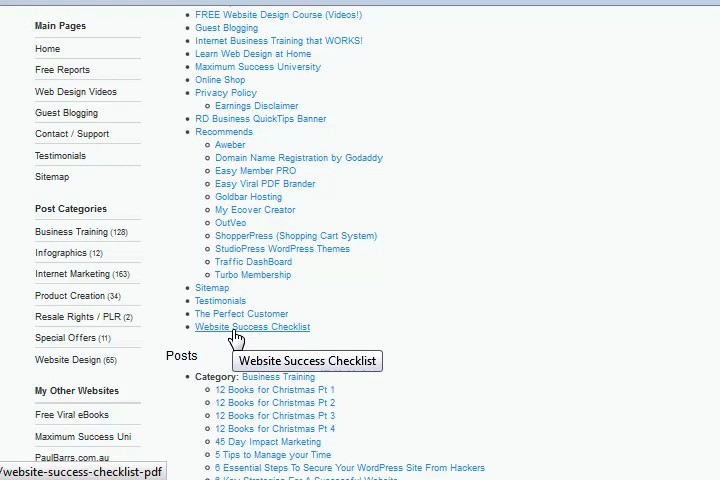 Main Pages
Home
Free Reports
Web Design Videos
Guest Blogging
Contact / Support
Testimonials
Sitemap
Post Categories
Business Training (128)
Infographics (12)
Internet Marketing (163)
Product Creation (34)
Resale Rights / PLR (2)
Special Offers (11)
Website Design (65)
My Other Websites
Free Viral eBooks
Maximum Success Uni
PaulBarrs.com.au
/website-success-checklist-pdf
FREE Website Design Course (Videos!)
Guest Blogging
Internet Business Training that WORKS!
Learn Web Design at Home
Maximum Success University
Online Shop
Privacy Policy
Earnings Disclaimer
RD Business QuickTips Banner
Recommends
Aweber
Domain Name Registration by Godaddy
Easy Member PRO
Easy Viral PDF Brander
Goldbar Hosting
My Ecover Creator
OutVeo
ShopperPress (Shopping Cart System)
StudioPress WordPress Themes
Traffic DashBoard
Turbo Membership
Sitemap
Testimonials
The Perfect Customer
Website Success Checklist
Website Success Checklist
Posts
Category: Business Training
12 Books for Christmas Pt 1
12 Books for Christmas Pt 2
12 Books for Christmas Pt 3
12 Books for Christmas Pt 4
45 Day Impact Marketing
5 Tips to Manage your Time
6 Essential Steps To Secure Your WordPress Site From Hackers
6 Key Strategies For A Successful Website